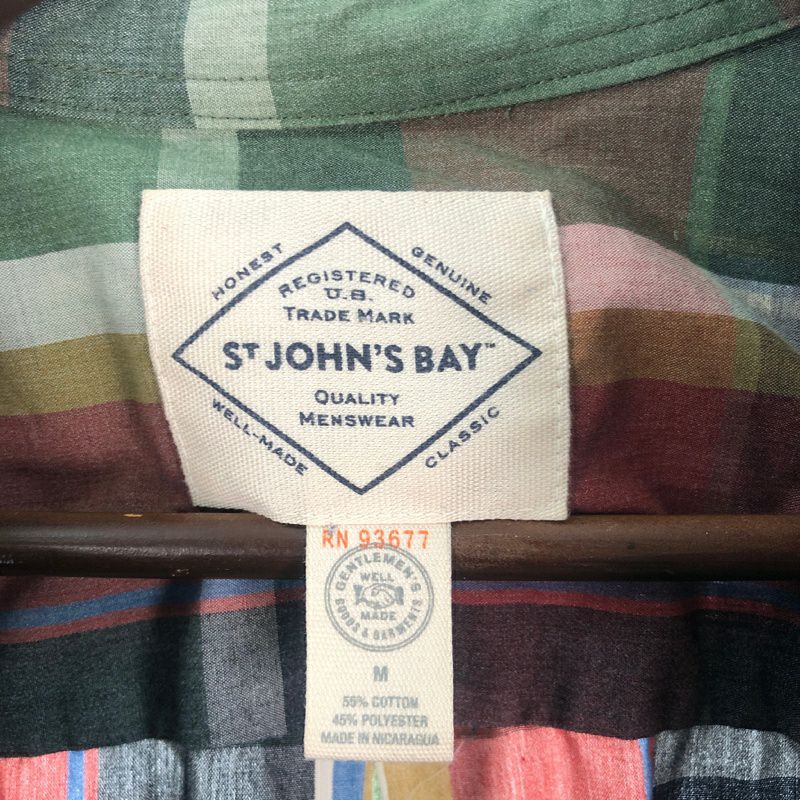 HONEST
GENUINE
REGISTERED
U.S.
TRADE MARK
ST JOHN'S BAY™
QUALITY
MENSWEAR
WELL-MADE
CLASSIC
RN 93677
GENTLEMEN'S
WELL
MADE
GOODS & GARMENTS
M
55% COTTON
45% POLYESTER
MADE IN NICARAGUA